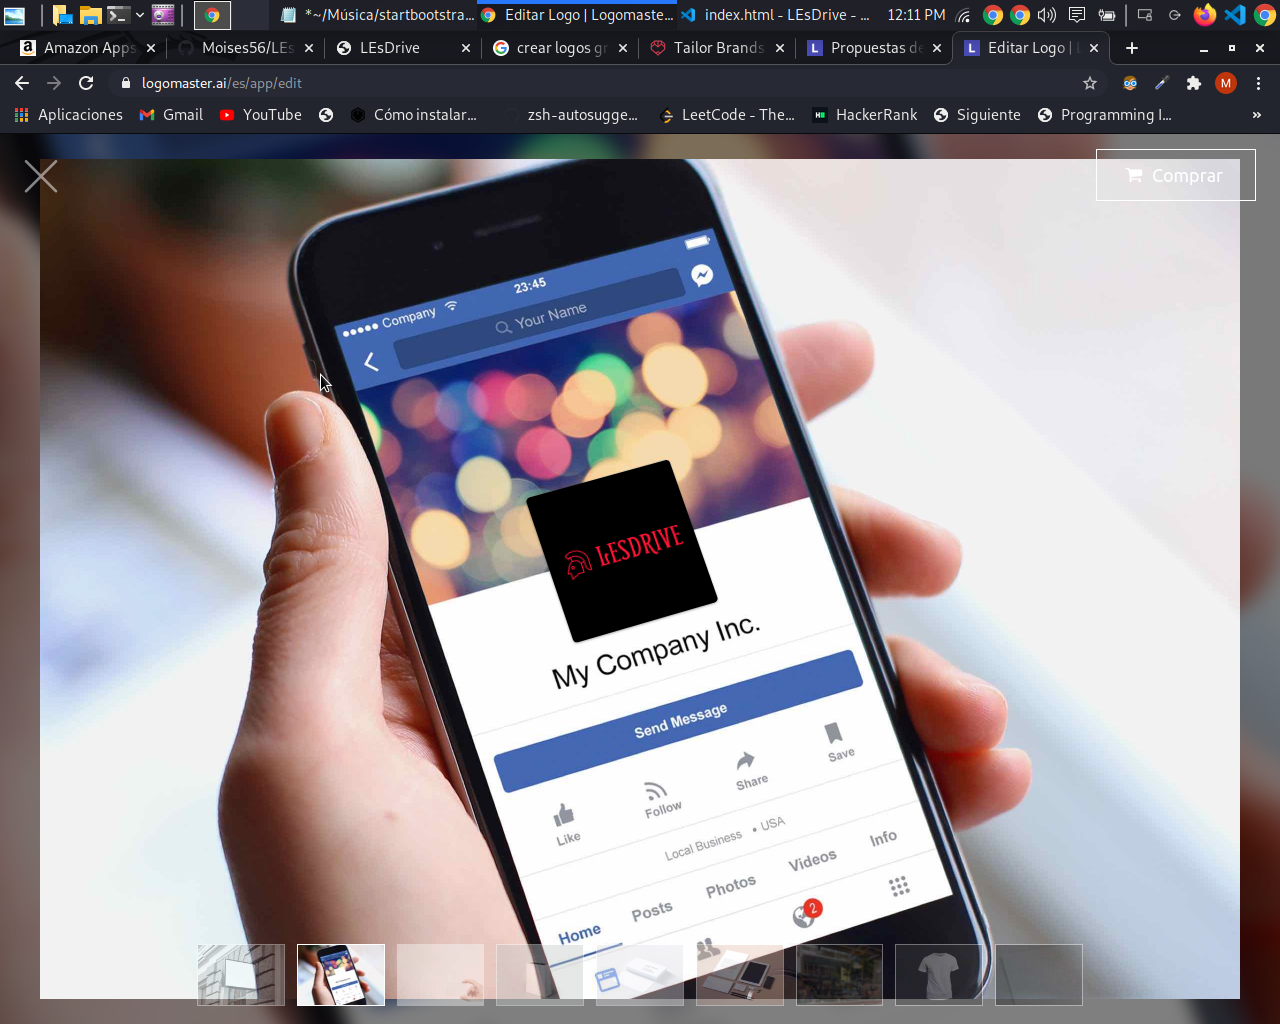 *~/Música/startbootstra...
Editar Logo | Logomaste...
index.html - LEsDrive - ...
12:11 PM
Amazon Apps
Moises56/LEs
LEsDrive
crear logos gr
Tailor Brands
Propuestas de
Editar Logo | L
logomaster.ai/es/app/edit
M
Aplicaciones
Gmail
YouTube
Cómo instalar...
zsh-autosugge...
LeetCode - The...
HackerRank
Siguiente
Programming I...
»
Comprar
Company
23:45
Your Name
LESDRIVE
My Company Inc.
Send Message
Like
Follow
Share
Save
Local Business • USA
Home
Posts
Photos
Videos
Info
2